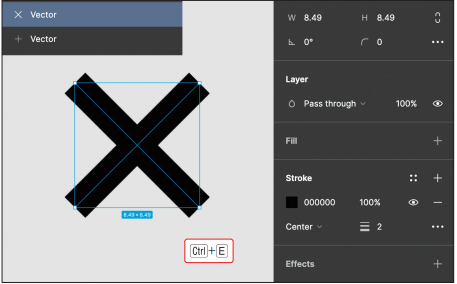 Vector
Vector
W 8.49 H 8.49
0° 0
Layer
Pass through 100%
Fill
Stroke
000000 100%
Center 2
Effects
8.49 × 8.49
Ctrl+E